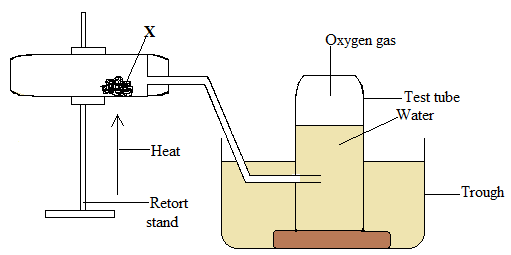 X
Oxygen gas
Test tube
Water
Heat
Trough
Retort
stand